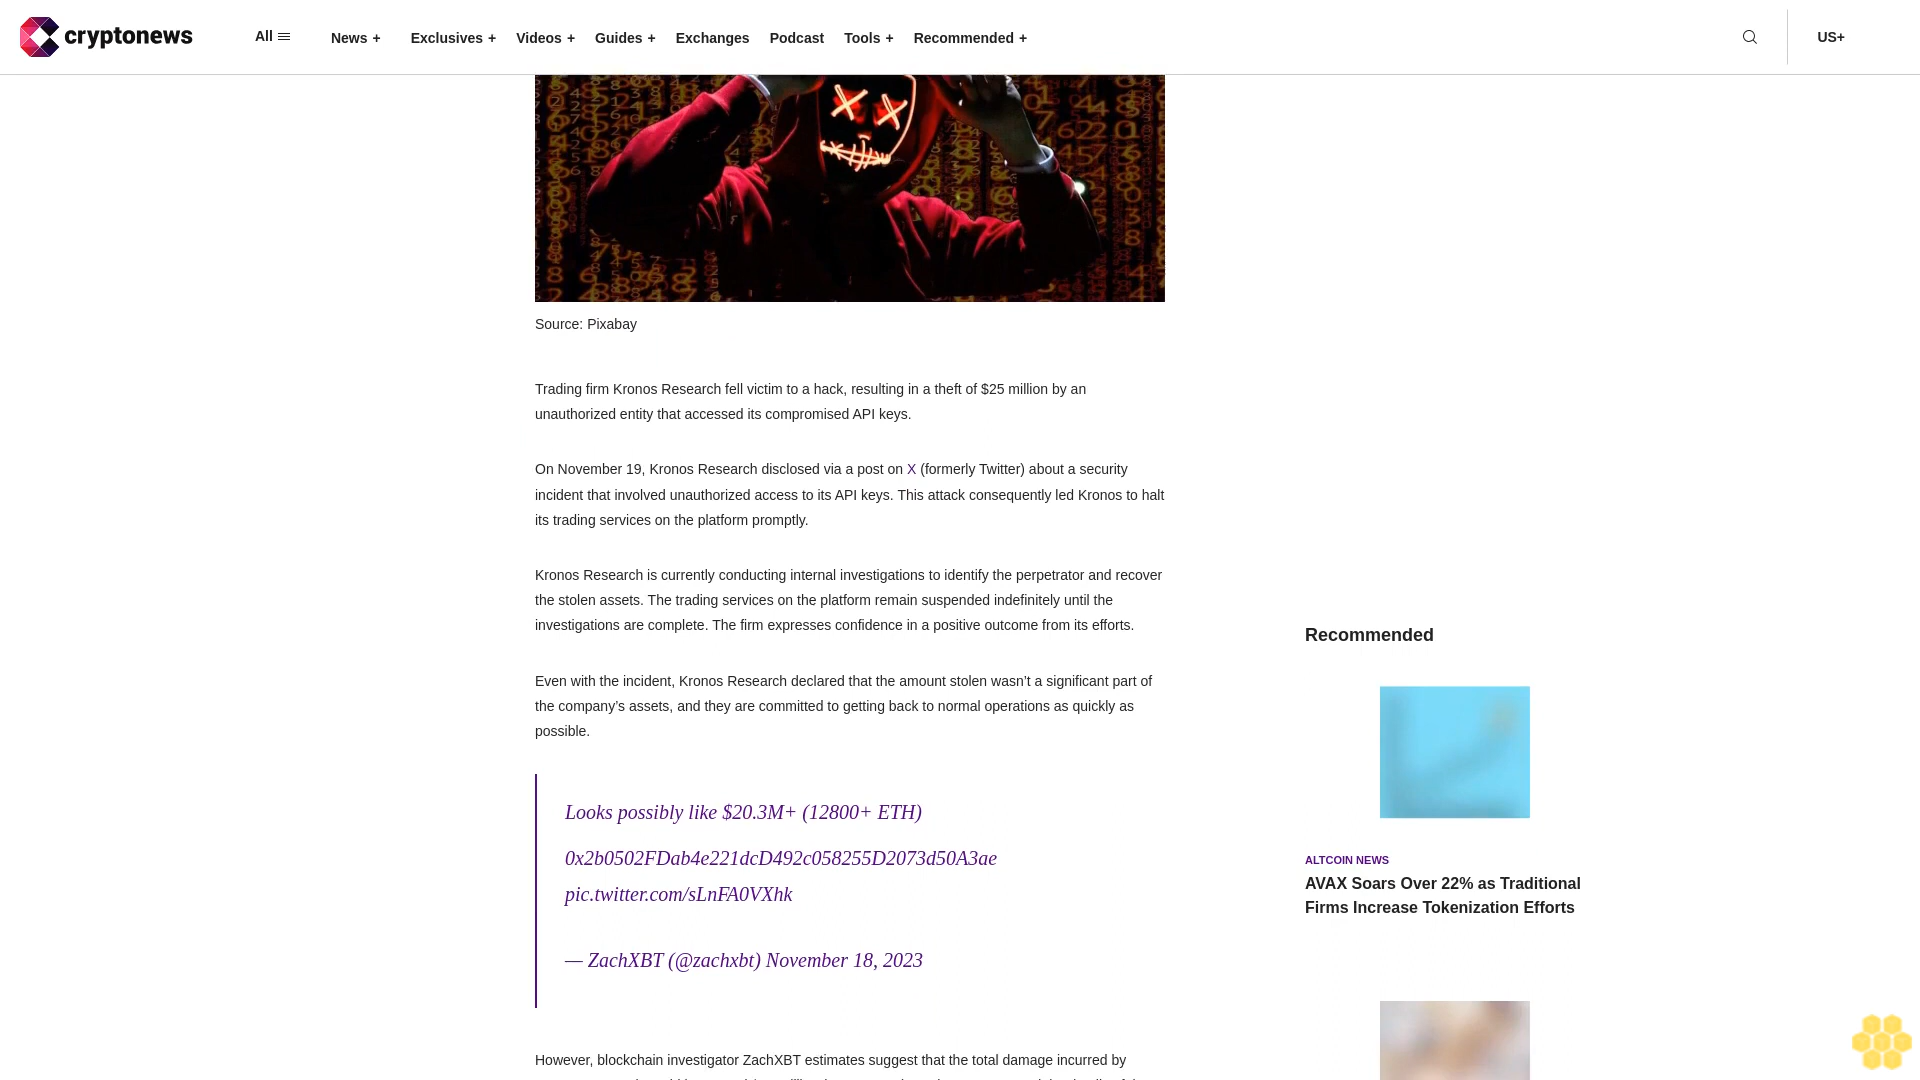 cryptonews
All
News +
Exclusives +
Videos +
Guides +
Exchanges
Podcast
Tools +
Recommended +
US+
Source: Pixabay
Trading firm Kronos Research fell victim to a hack, resulting in a theft of $25 million by an
unauthorized entity that accessed its compromised API keys.
On November 19, Kronos Research disclosed via a post on X (formerly Twitter) about a security
incident that involved unauthorized access to its API keys. This attack consequently led Kronos to halt
its trading services on the platform promptly.
Kronos Research is currently conducting internal investigations to identify the perpetrator and recover
the stolen assets. The trading services on the platform remain suspended indefinitely until the
investigations are complete. The firm expresses confidence in a positive outcome from its efforts.
Even with the incident, Kronos Research declared that the amount stolen wasn’t a significant part of
the company’s assets, and they are committed to getting back to normal operations as quickly as
possible.
Looks possibly like $20.3M+ (12800+ ETH)
0x2b0502FDab4e221dcD492c058255D2073d50A3ae
pic.twitter.com/sLnFA0VXhk
— ZachXBT (@zachxbt) November 18, 2023
However, blockchain investigator ZachXBT estimates suggest that the total damage incurred by
Recommended
ALTCOIN NEWS
AVAX Soars Over 22% as Traditional
Firms Increase Tokenization Efforts